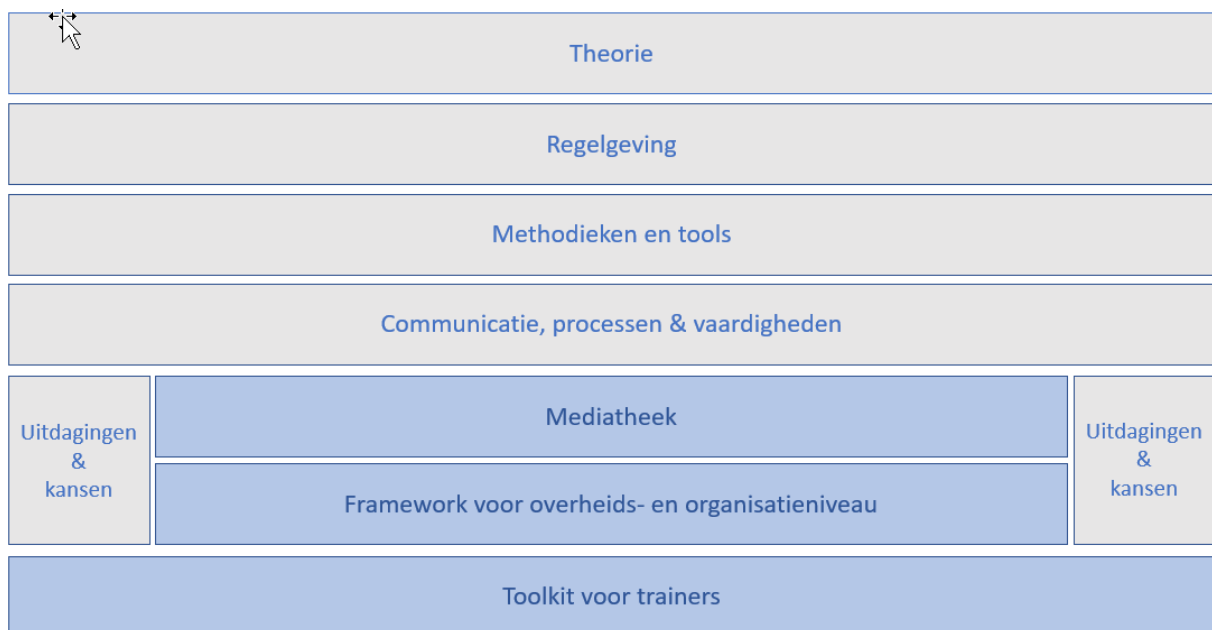 Theorie
Regelgeving
Methodieken en tools
Communicatie, processen & vaardigheden
Uitdagingen
&
kansen
Mediatheek
Framework voor overheids- en organisatieniveau
Uitdagingen
&
kansen
Toolkit voor trainers